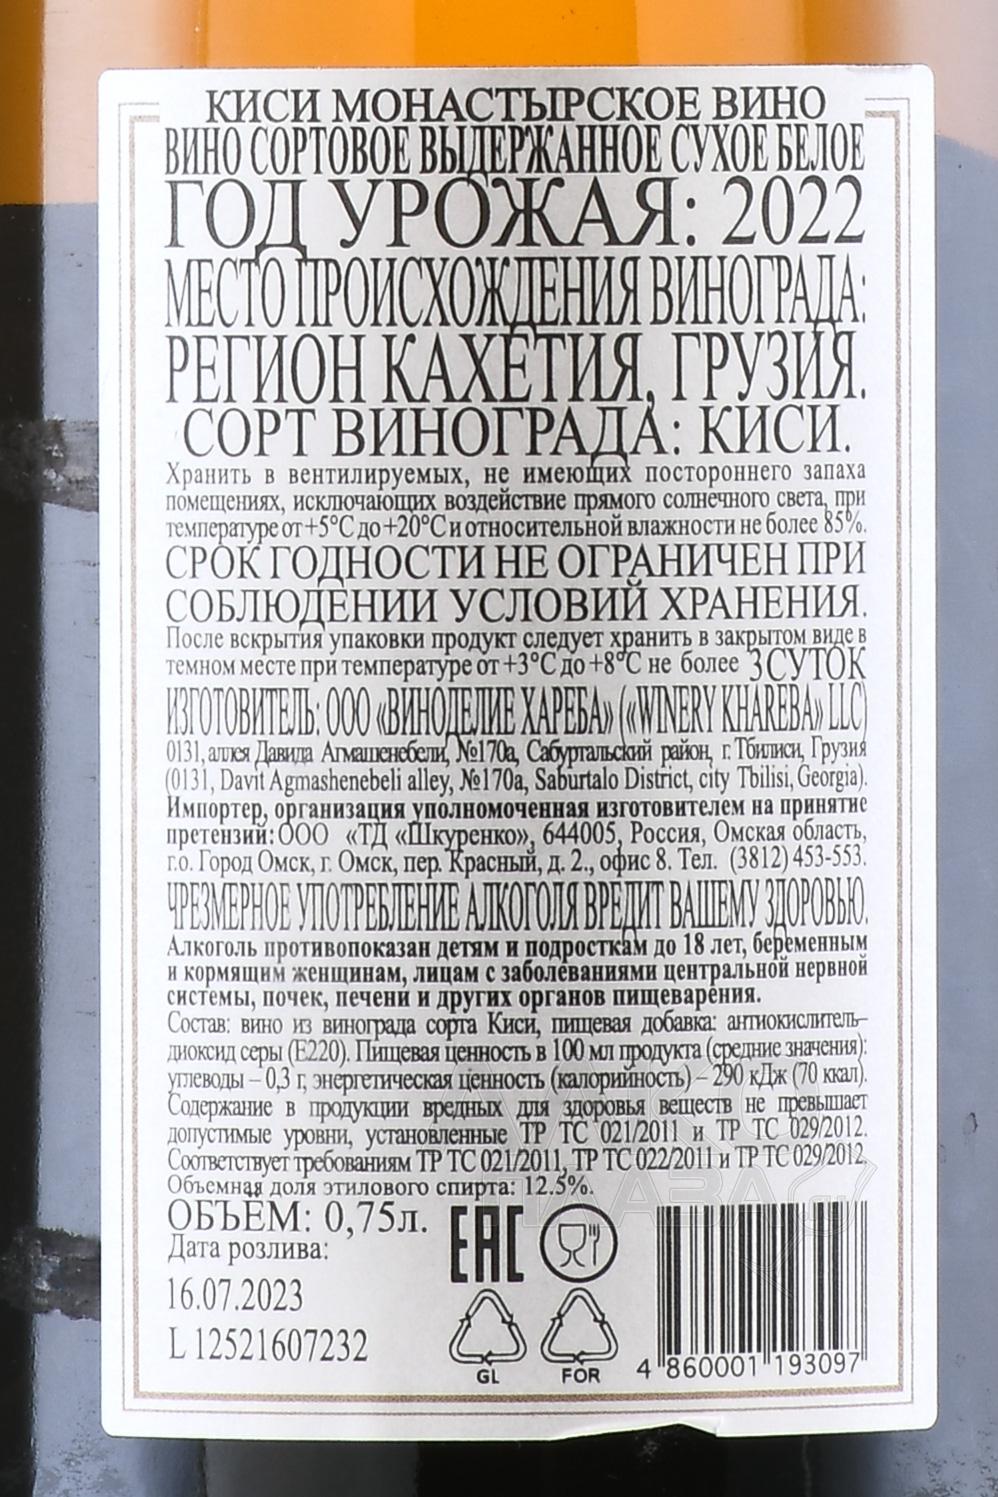 КИСИ МОНАСТЫРСКОЕ ВИНО
ВИНО СОРТОВОЕ ВЫДЕРЖАННОЕ СУХОЕ БЕЛОЕ
ГОД УРОЖАЯ: 2022
МЕСТО ПРОИСХОЖДЕНИЯ ВИНОГРАДА:
РЕГИОН КАХЕТИЯ, ГРУЗИЯ.
СОРТ ВИНОГРАДА: КИСИ.
Хранить в вентилируемых, не имеющих постороннего запаха
помещениях, исключающих воздействие прямого солнечного света, при
температуре от +5°С до +20°С и относительной влажности не более 85%.
СРОК ГОДНОСТИ НЕ ОГРАНИЧЕН ПРИ
СОБЛЮДЕНИИ УСЛОВИЙ ХРАНЕНИЯ.
После вскрытия упаковки продукт следует хранить в закрытом виде в
темном месте при температуре от +3°С до +8°С не более 3 СУТОК
ИЗГОТОВИТЕЛЬ: ООО «ВИНОДЕЛИЕ ХАРЕБА» («WINERY KHAREBA» LLC)
0131, аллея Давида Агмашенебели, №170а, Сабуртальский район, г. Тбилиси, Грузия
(0131, Davit Agmashenebeli alley, №170a, Saburtalo District, city Tbilisi, Georgia).
Импортер, организация уполномоченная изготовителем на принятие
претензий: ООО «ТД «Шкуренко», 644005, Россия, Омская область,
г.о. Город Омск, г. Омск, пер. Красный, д. 2., офис 8. Тел. (3812) 453-553.
ЧРЕЗМЕРНОЕ УПОТРЕБЛЕНИЕ АЛКОГОЛЯ ВРЕДИТ ВАШЕМУ ЗДОРОВЬЮ.
Алкоголь противопоказан детям и подросткам до 18 лет, беременным
и кормящим женщинам, лицам с заболеваниями центральной нервной
системы, почек, печени и других органов пищеварения.
Состав: вино из винограда сорта Киси, пищевая добавка: антиокислитель–
диоксид серы (Е220). Пищевая ценность в 100 мл продукта (средние значения):
углеводы – 0,3 г, энергетическая ценность (калорийность) – 290 кДж (70 ккал).
Содержание в продукции вредных для здоровья веществ не превышает
допустимые уровни, установленные ТР ТС 021/2011 и ТР ТС 029/2012.
Соответствует требованиям ТР ТС 021/2011, ТР ТС 022/2011 и ТР ТС 029/2012.
Объемная доля этилового спирта: 12.5%.
ОБЪЁМ: 0,75л.
Дата розлива:
16.07.2023
L 12521607232
ЕАС
GL
FOR
4 860001 193097